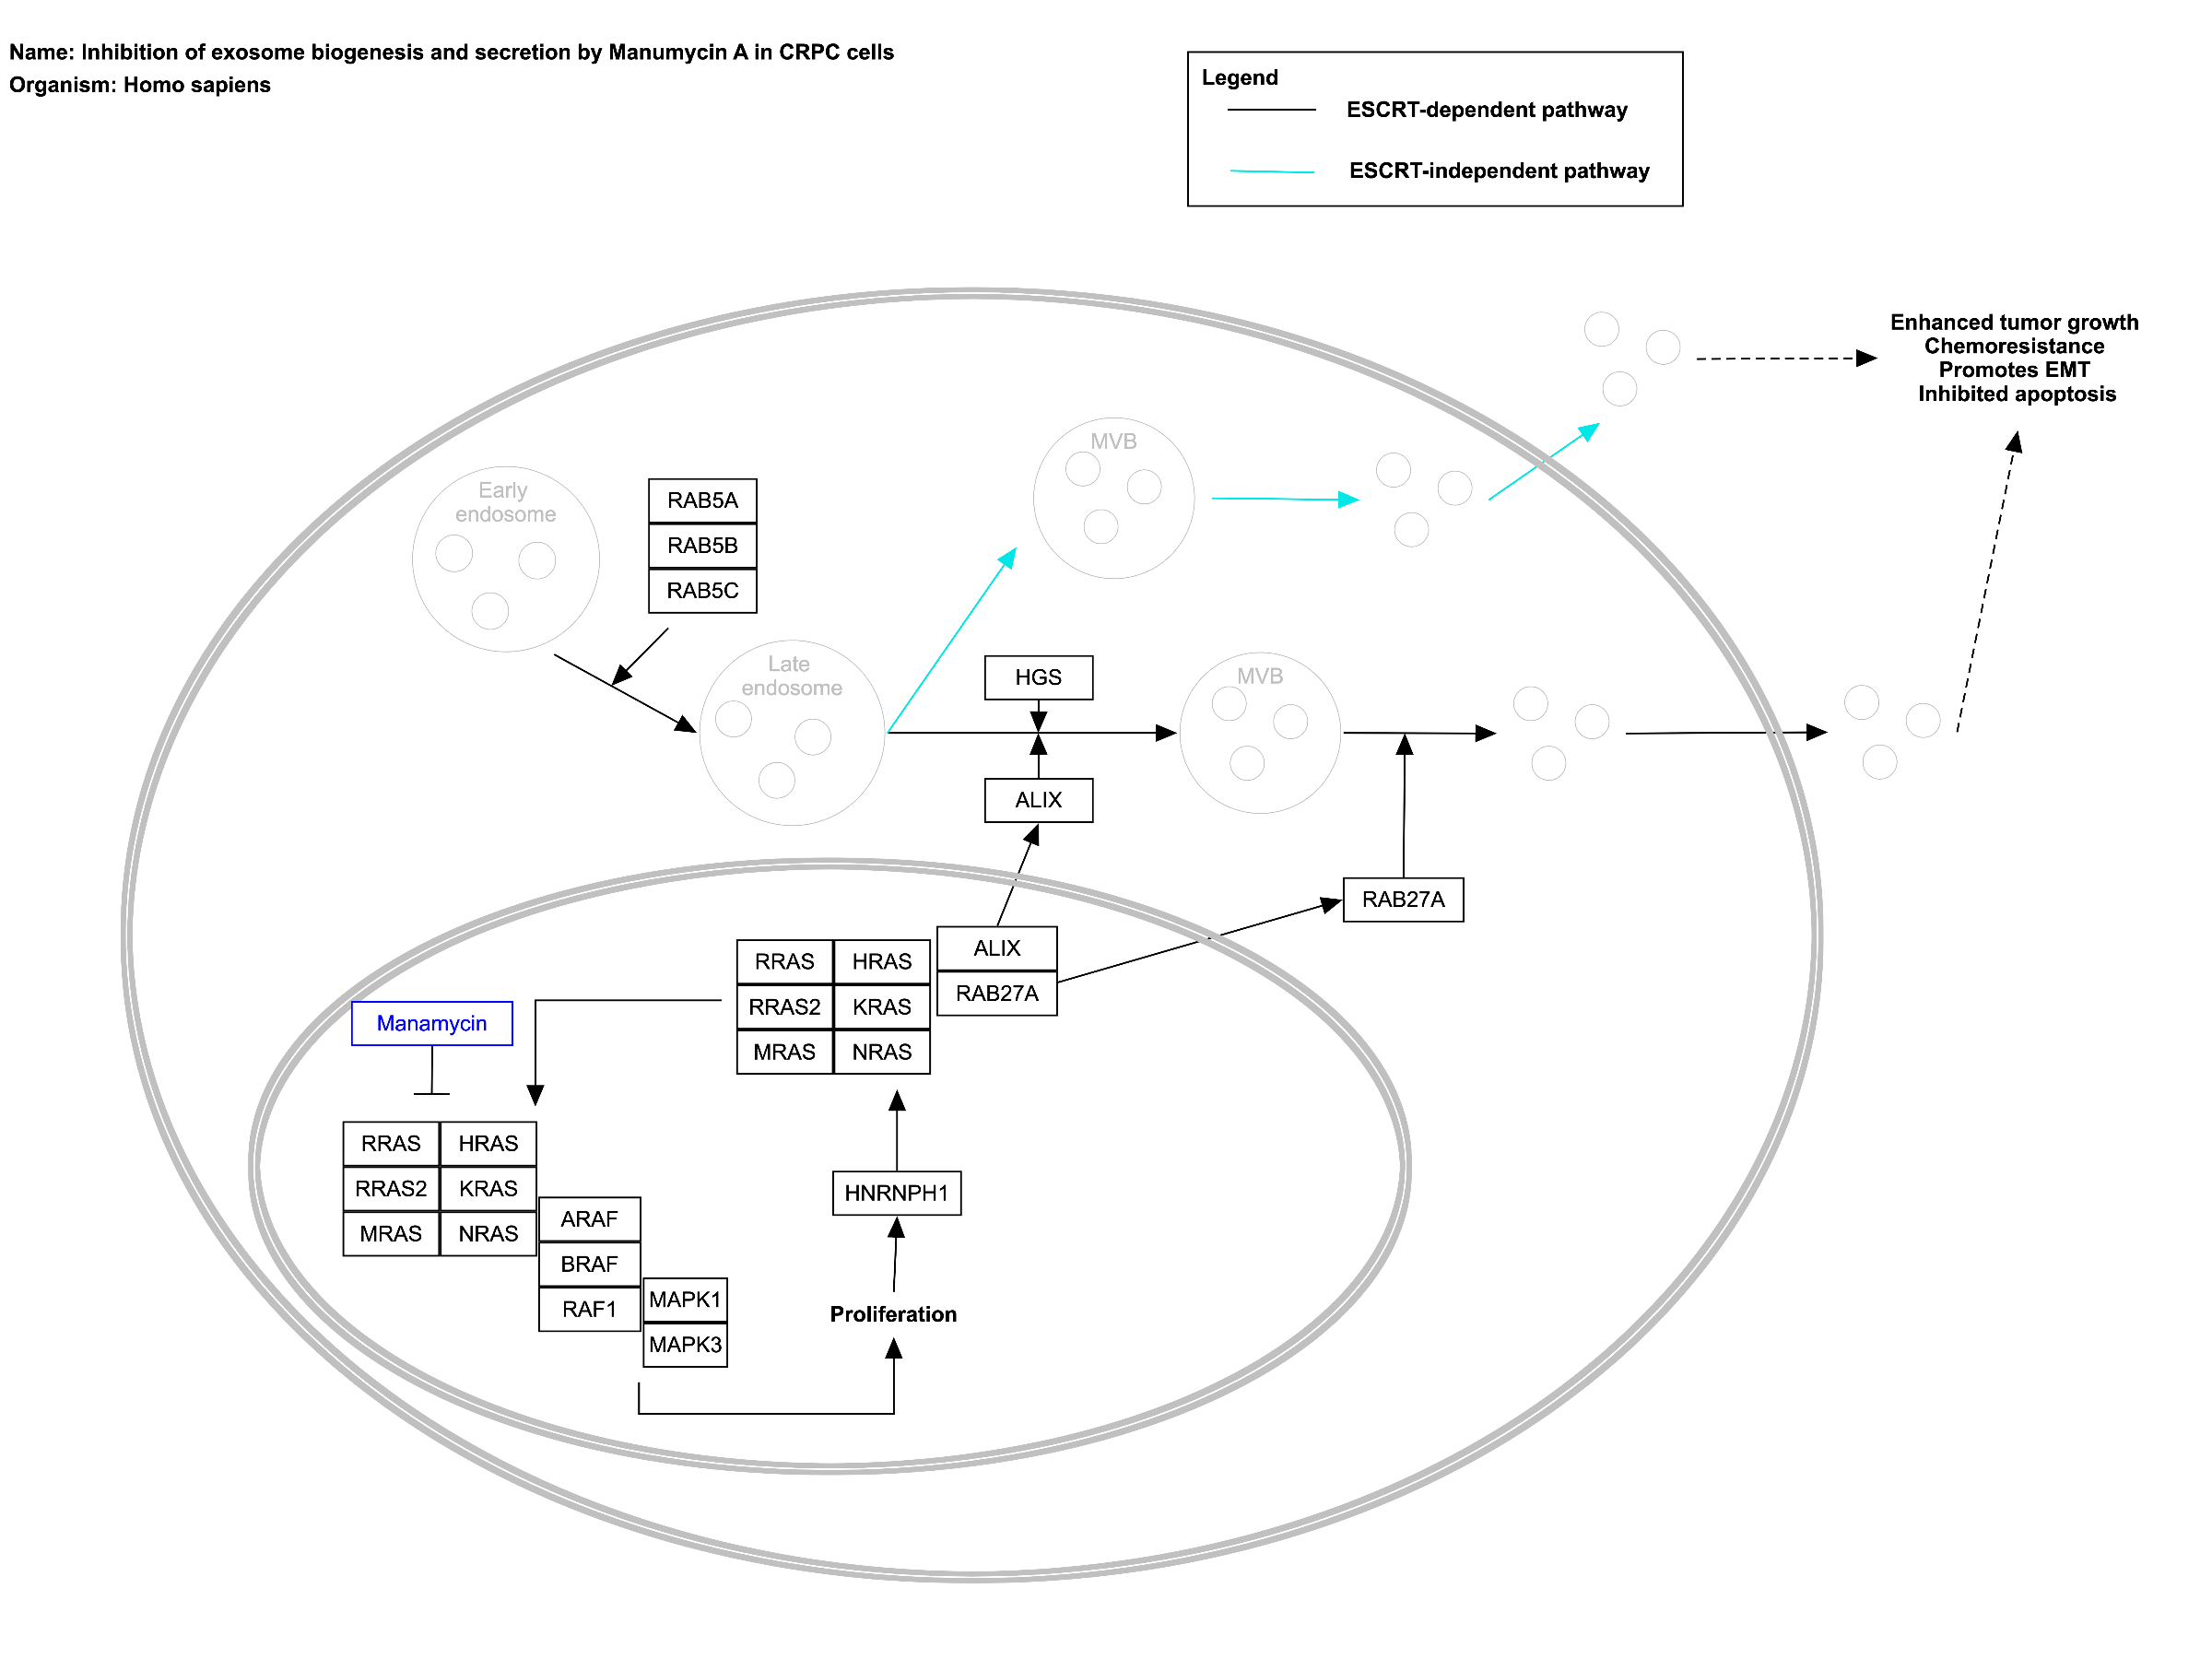 Name: Inhibition of exosome biogenesis and secretion by Manumycin A in CRPC cells
Organism: Homo sapiens
Legend
ESCRT-dependent pathway
ESCRT-independent pathway
Enhanced tumor growth
Chemoresistance
Promotes EMT
Inhibited apoptosis
MVB
Early
endosome
RAB5A
RAB5B
RAB5C
Late
endosome
HGS
MVB
ALIX
RAB27A
ALIX
RAB27A
RRAS HRAS
RRAS2 KRAS
MRAS NRAS
Manamycin
RRAS HRAS
RRAS2 KRAS
MRAS NRAS
ARAF
BRAF
RAF1
MAPK1
MAPK3
HNRNPH1
Proliferation